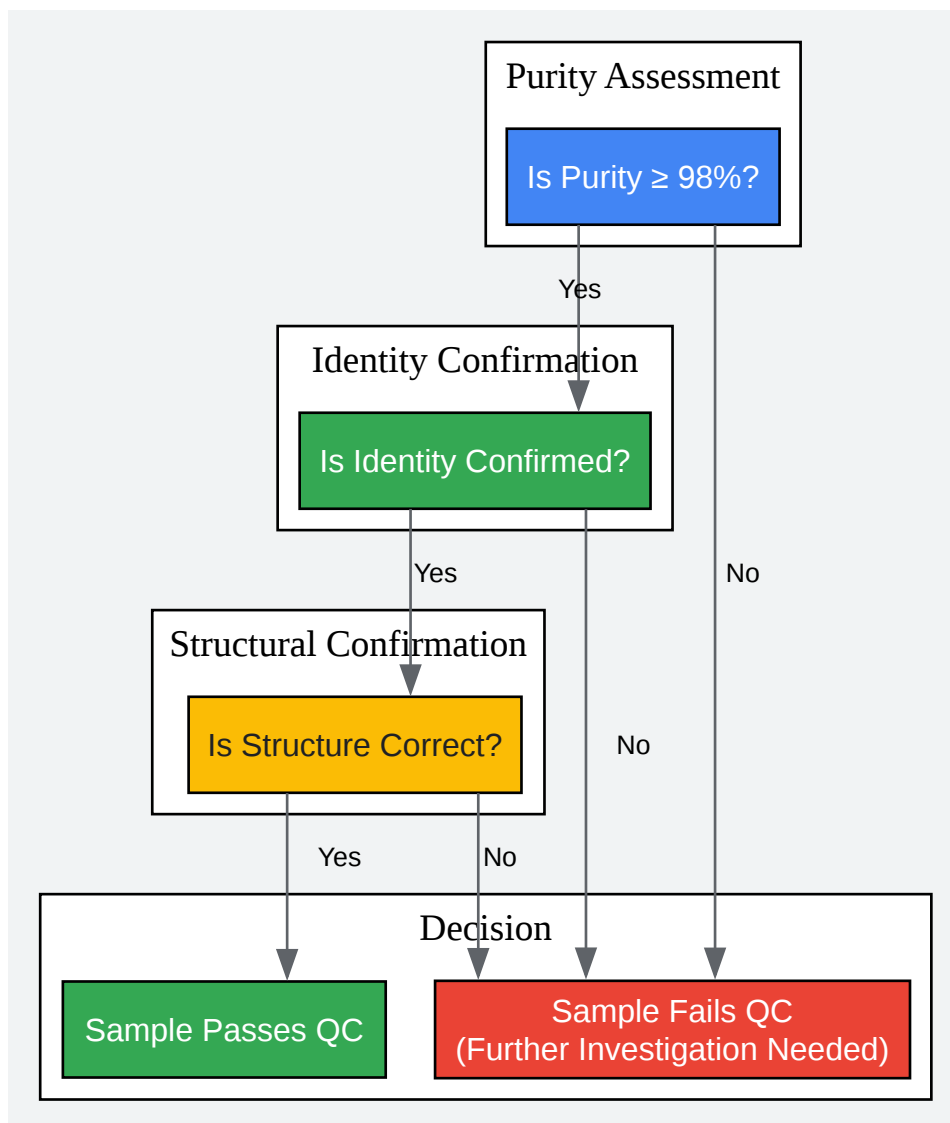 Purity Assessment
Is Purity ≥ 98%?
Yes
Identity Confirmation
Is Identity Confirmed?
Yes
No
Structural Confirmation
Is Structure Correct?
No
Yes
No
Decision
Sample Passes QC
Sample Fails QC
(Further Investigation Needed)